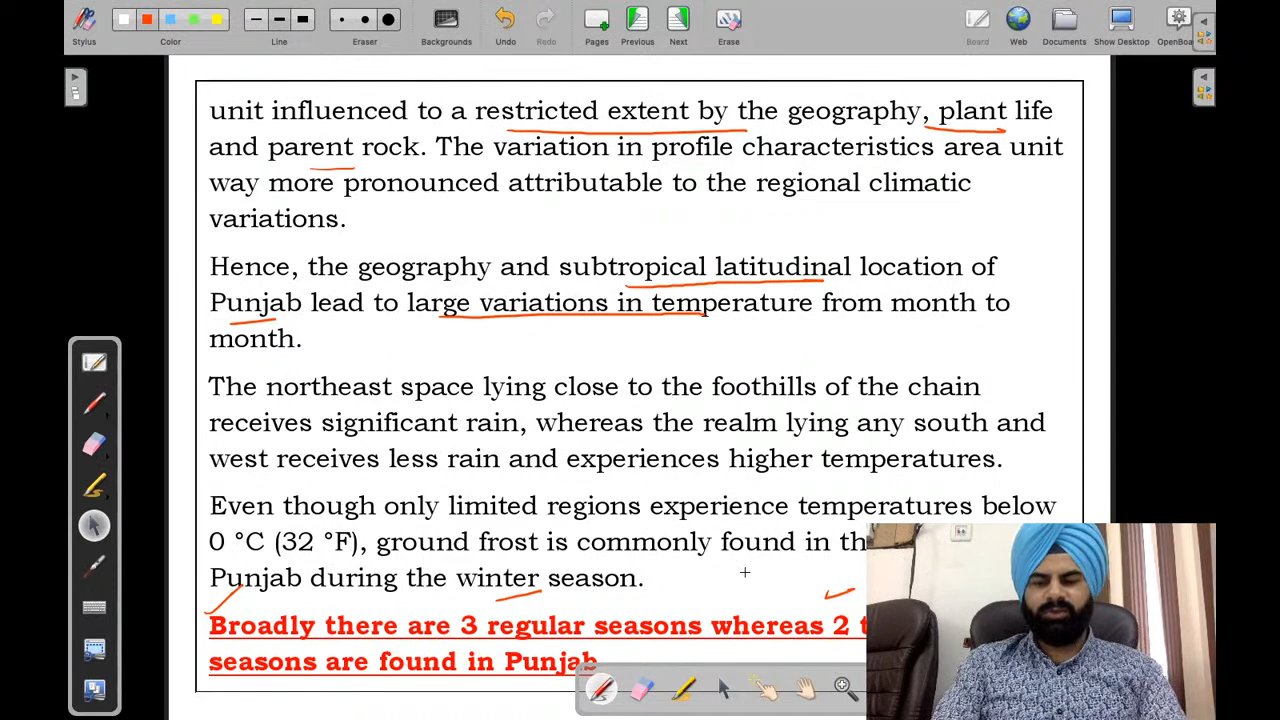 Stylus
Color
Line
Eraser
Backgrounds
Undo
Redo
Pages
Previous
Next
Erase
Board
Web
Documents
Show Desktop
unit influenced to a restricted extent by the geography, plant life
and parent rock. The variation in profile characteristics area unit
way more pronounced attributable to the regional climatic
variations.
Hence, the geography and subtropical latitudinal location of
Punjab lead to large variations in temperature from month to
month.
The northeast space lying close to the foothills of the chain
receives significant rain, whereas the realm lying any south and
west receives less rain and experiences higher temperatures.
Even though only limited regions experience temperatures below
0 °C (32 °F), ground frost is commonly found in
Punjab during the winter season.
Broadly there are 3 regular seasons whereas 2
seasons are found in Punjab